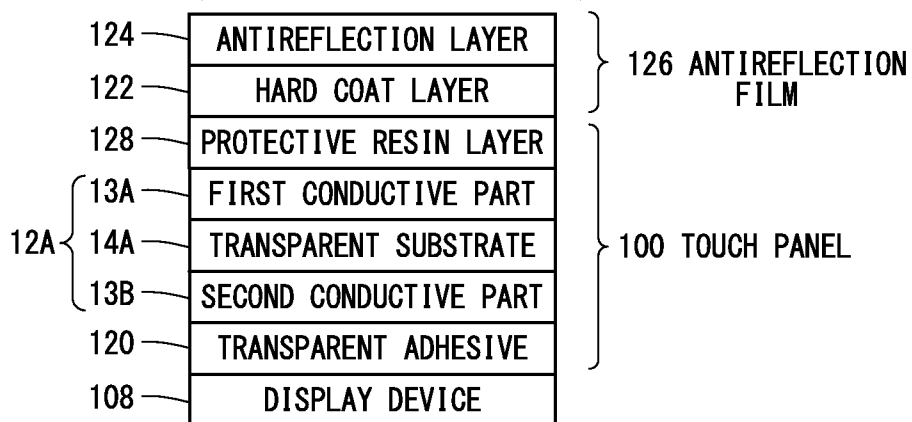 124 ANTIREFLECTION LAYER
122 HARD COAT LAYER
126 ANTIREFLECTION
FILM
128 PROTECTIVE RESIN LAYER
13A FIRST CONDUCTIVE PART
12A 14A TRANSPARENT SUBSTRATE 100 TOUCH PANEL
13B SECOND CONDUCTIVE PART
120 TRANSPARENT ADHESIVE
108 DISPLAY DEVICE